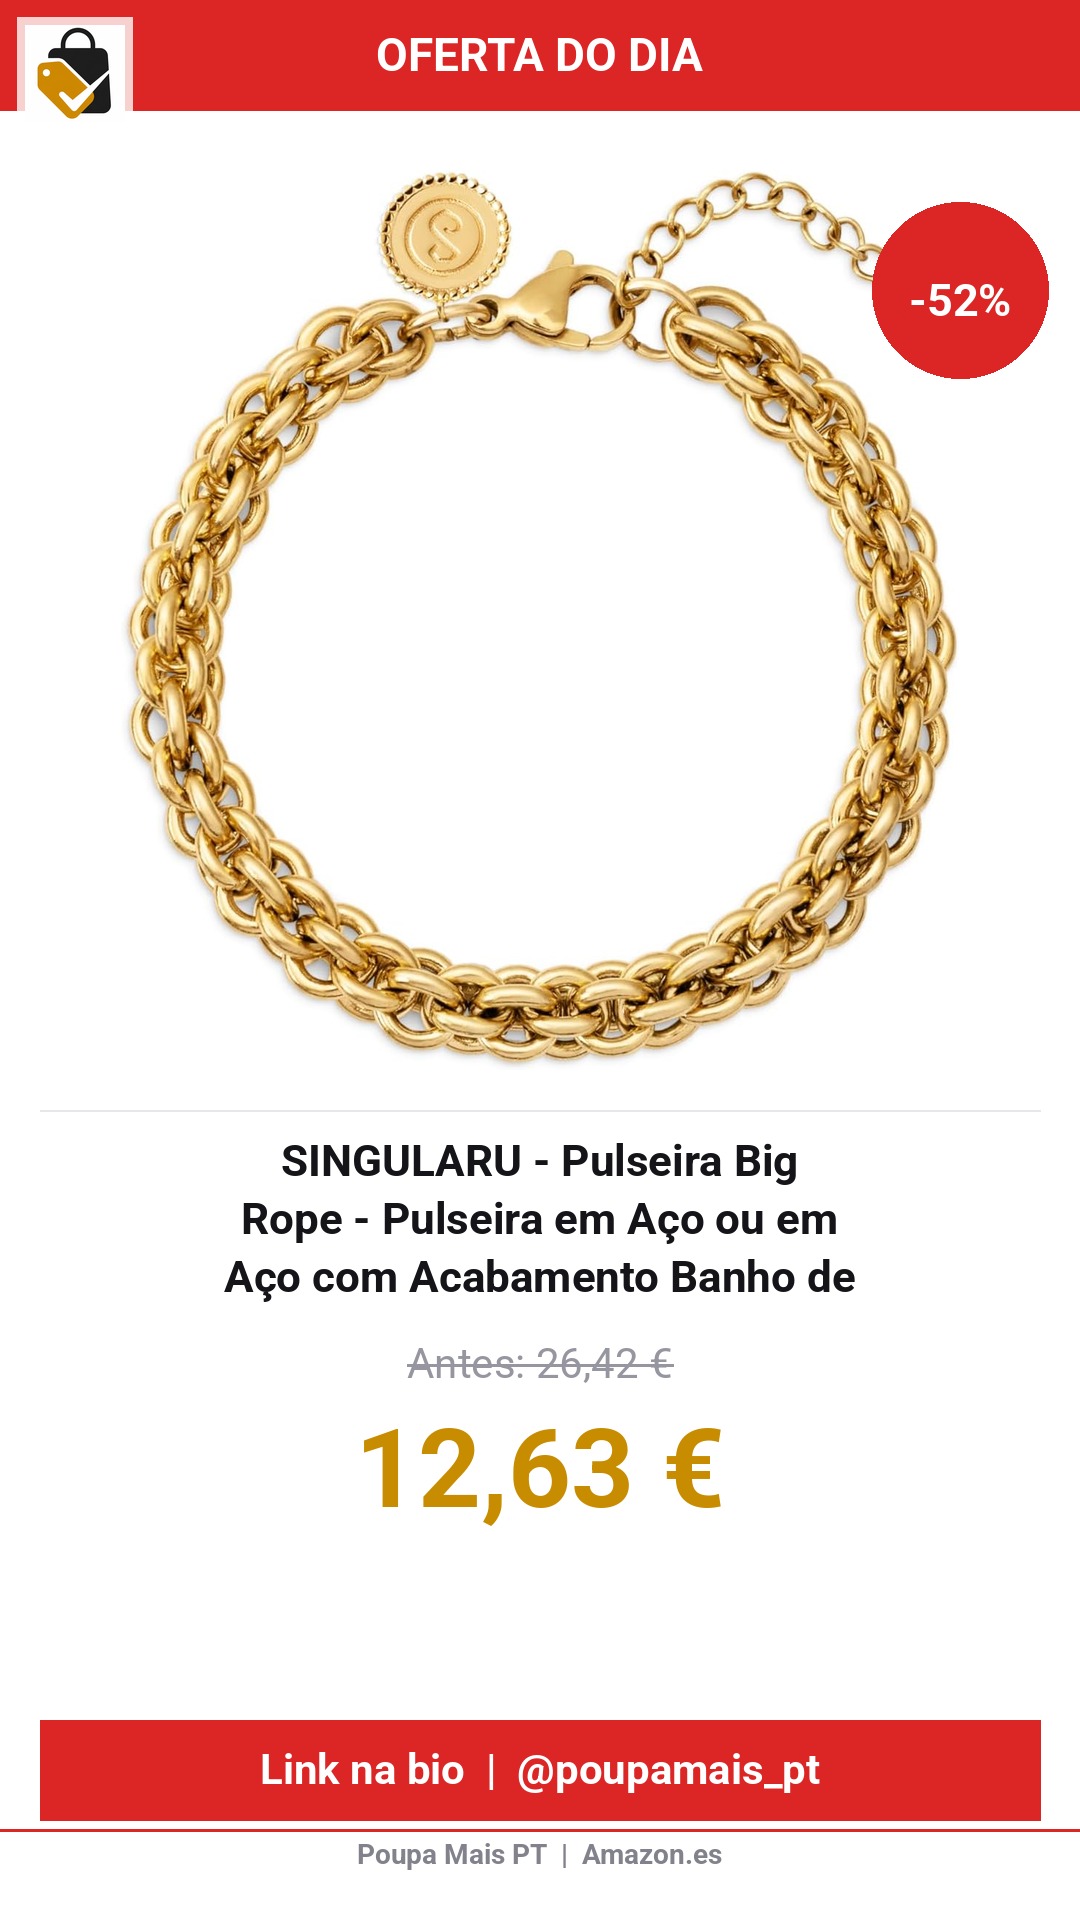 OFERTA DO DIA
S
-52%
SINGULARU - Pulseira Big
Rope - Pulseira em Aço ou em
Aço com Acabamento Banho de
Antes: 26,42 €
12,63 €
Link na bio | @poupamais_pt
Poupa Mais PT | Amazon.es